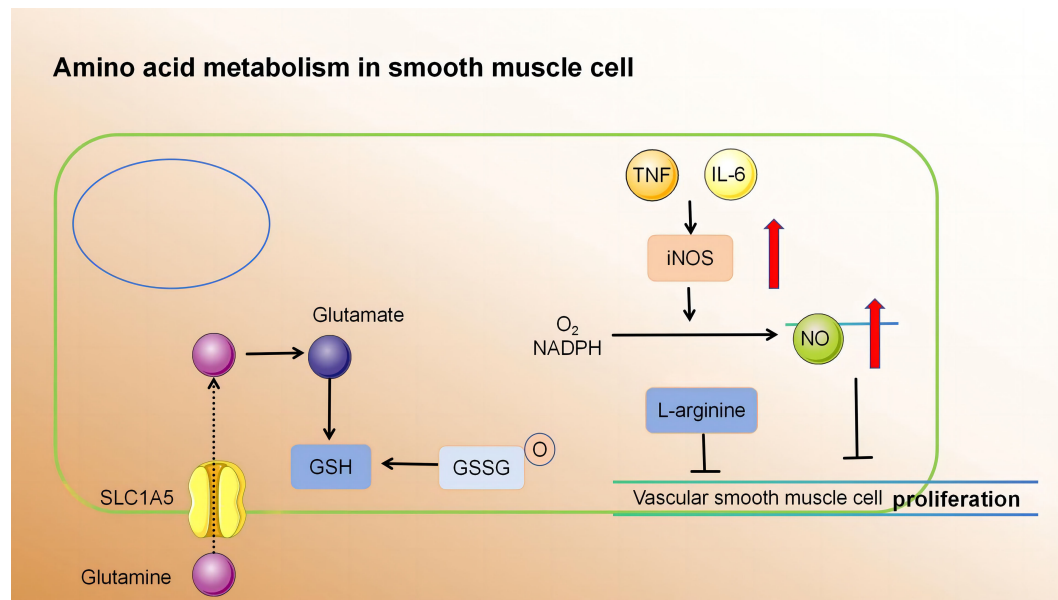 Amino acid metabolism in smooth muscle cell
TNF
IL-6
iNOS
Glutamate
O₂
NADPH
NO
L-arginine
GSH
GSSG
O
SLC1A5
Vascular smooth muscle cell proliferation
Glutamine